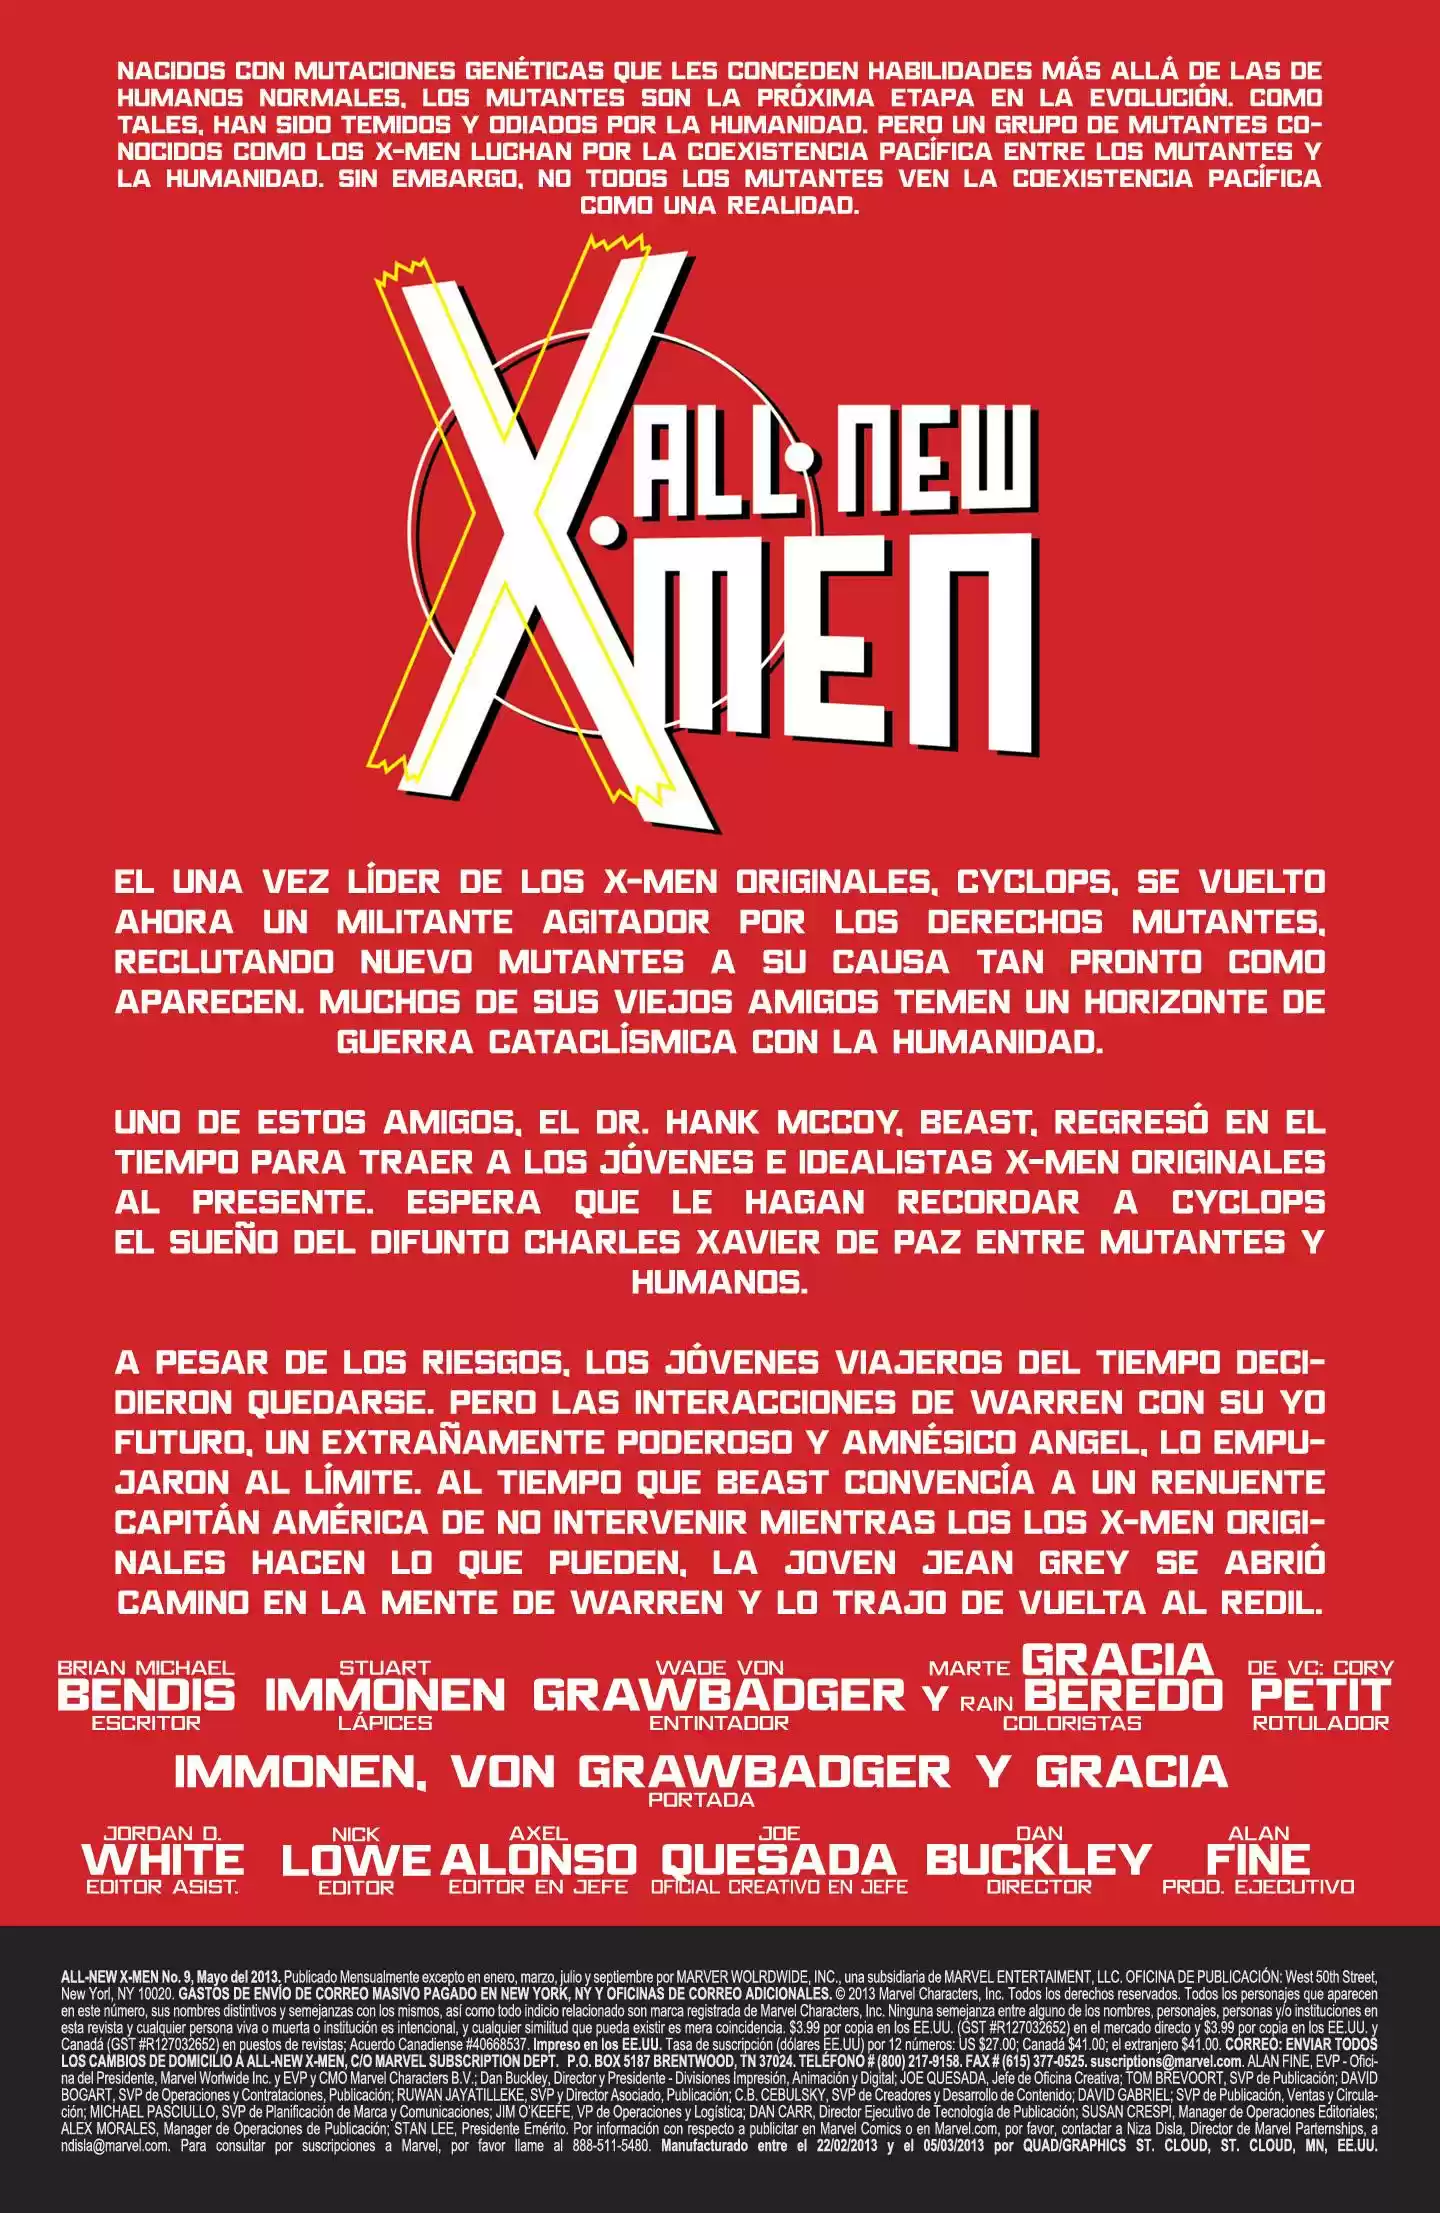 NACIDOS CON MUTACIONES GENÉTICAS QUE LES CONCEDEN HABILIDADES MÁS ALLÁ DE LAS DE
HUMANOS NORMALES, LOS MUTANTES SON LA PRÓXIMA ETAPA EN LA EVOLUCIÓN. COMO
TALES, HAN SIDO TEMIDOS Y ODIADOS POR LA HUMANIDAD. PERO UN GRUPO DE MUTANTES CO-
NOCIDOS COMO LOS X-MEN LUCHAN POR LA COEXISTENCIA PACÍFICA ENTRE LOS MUTANTES Y
LA HUMANIDAD. SIN EMBARGO, NO TODOS LOS MUTANTES VEN LA COEXISTENCIA PACÍFICA
COMO UNA REALIDAD.
X•ALL•NEW
X•MEN
EL UNA VEZ LÍDER DE LOS X-MEN ORIGINALES, CYCLOPS, SE VUELTO
AHORA UN MILITANTE AGITADOR POR LOS DERECHOS MUTANTES,
RECLUTANDO NUEVO MUTANTES A SU CAUSA TAN PRONTO COMO
APARECEN. MUCHOS DE SUS VIEJOS AMIGOS TEMEN UN HORIZONTE DE
GUERRA CATACLÍSMICA CON LA HUMANIDAD.
UNO DE ESTOS AMIGOS, EL DR. HANK MCCOY, BEAST, REGRESÓ EN EL
TIEMPO PARA TRAER A LOS JÓVENES E IDEALISTAS X-MEN ORIGINALES
AL PRESENTE. ESPERA QUE LE HAGAN RECORDAR A CYCLOPS
EL SUEÑO DEL DIFUNTO CHARLES XAVIER DE PAZ ENTRE MUTANTES Y
HUMANOS.
A PESAR DE LOS RIESGOS, LOS JÓVENES VIAJEROS DEL TIEMPO DECI-
DIERON QUEDARSE. PERO LAS INTERACCIONES DE WARREN CON SU YO
FUTURO, UN EXTRAÑAMENTE PODEROSO Y AMNÉSICO ANGEL, LO EMPU-
JARON AL LÍMITE. AL TIEMPO QUE BEAST CONVENCÍA A UN RENUENTE
CAPITÁN AMÉRICA DE NO INTERVENIR MIENTRAS LOS LOS X-MEN ORIGI-
NALES HACEN LO QUE PUEDEN, LA JOVEN JEAN GREY SE ABRIÓ
CAMINO EN LA MENTE DE WARREN Y LO TRAJO DE VUELTA AL REDIL.
BRIAN MICHAEL
BENDIS
ESCRITOR
STUART
IMMONEN
LÁPICES
WADE VON
GRAWBADGER
ENTINTADOR
MARTE GRACIA
Y RAIN BEREDO
COLORISTAS
DE VC: CORY
PETIT
ROTULADOR
IMMONEN, VON GRAWBADGER Y GRACIA
PORTADA
JORDAN D.
WHITE
EDITOR ASIST.
NICK
LOWE
EDITOR
AXEL
ALONSO
EDITOR EN JEFE
JOE
QUESADA
OFICIAL CREATIVO EN JEFE
DAN
BUCKLEY
DIRECTOR
ALAN
FINE
PROD. EJECUTIVO
ALL-NEW X-MEN No. 9, Mayo del 2013. Publicado Mensualmente excepto en enero, marzo, julio y septiembre por MARVER WOLRDWIDE, INC., una subsidiaria de MARVEL ENTERTAIMENT, LLC. OFICINA DE PUBLICACIÓN: West 50th Street,
New Yorl, NY 10020. GASTOS DE ENVÍO DE CORREO MASIVO PAGADO EN NEW YORK, NY Y OFICINAS DE CORREO ADICIONALES. © 2013 Marvel Characters, Inc. Todos los derechos reservados. Todos los personajes que aparecen
en este número, sus nombres distintivos y semejanzas con los mismos, así como todo indicio relacionado son marca registrada de Marvel Characters, Inc. Ninguna semejanza entre alguno de los nombres, personajes, personas y/o instituciones en
esta revista y cualquier persona viva o muerta o institución es intencional, y cualquier similitud que pueda existir es mera coincidencia. $3.99 por copia en los EE.UU. (GST #R127032652) en el mercado directo y $3.99 por copia en los EE.UU. y
Canadá (GST #R127032652) en puestos de revistas; Acuerdo Canadiense #40668537. Impreso en los EE.UU. Tasa de suscripción (dólares EE.UU) por 12 números: US $27.00; Canadá $41.00; el extranjero $41.00. CORREO: ENVIAR TODOS
LOS CAMBIOS DE DOMICILIO A ALL-NEW X-MEN, C/O MARVEL SUBSCRIPTION DEPT. P.O. BOX 5187 BRENTWOOD, TN 37024. TELÉFONO # (800) 217-9158. FAX # (615) 377-0525. suscriptions@marvel.com. ALAN FINE, EVP - Ofici-
na del Presidente, Marvel Worlwide Inc. y EVP y CMO Marvel Characters B.V.; Dan Buckley, Director y Presidente - Divisiones Impresión, Animación y Digital; JOE QUESADA, Jefe de Oficina Creativa; TOM BREVOORT, SVP de Publicación; DAVID
BOGART, SVP de Operaciones y Contrataciones, Publicación; RUWAN JAYATILLEKE, SVP y Director Asociado, Publicación; C.B. CEBULSKY, SVP de Creadores y Desarrollo de Contenido; DAVID GABRIEL; SVP de Publicación, Ventas y Circula-
ción; MICHAEL PASCIULLO, SVP de Planificación de Marca y Comunicaciones; JIM O'KEEFE, VP de Operaciones y Logística; DAN CARR, Director Ejecutivo de Tecnología de Publicación; SUSAN CRESPI, Manager de Operaciones Editoriales;
ALEX MORALES, Manager de Operaciones de Publicación; STAN LEE, Presidente Emérito. Por información con respecto a publicitar en Marvel Comics o en Marvel.com, por favor, contactar a Niza Disla, Director de Marvel Parternships, a
ndisla@marvel.com. Para consultar por suscripciones a Marvel, por favor llame al 888-511-5480. Manufacturado entre el 22/02/2013 y el 05/03/2013 por QUAD/GRAPHICS ST. CLOUD, ST. CLOUD, MN, EE.UU.